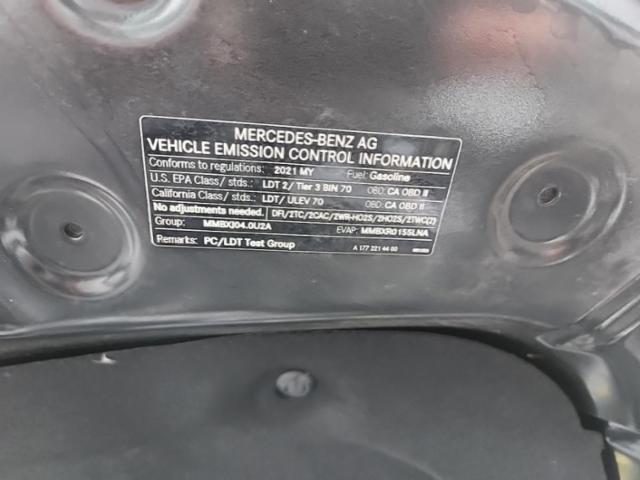 MERCEDES-BENZ AG
VEHICLE EMISSION CONTROL INFORMATION
Conforms to regulations: 2021 MY Fuel: Gasoline
U.S. EPA Class/ stds.: LDT 2/ Tier 3 BIN 70 OBD: CA OBD II
California Class/ stds.: LDT/ ULEV 70 OBD: CA OBD II
No adjustments needed. DFI/2TC/2CAC/2WR-HO2S/2HO2S/2TWC(2)
Group: MMBXJ04.0U2A EVAP: MMBXR0155LNA
Remarks: PC/LDT Test Group A 177 221 44 00